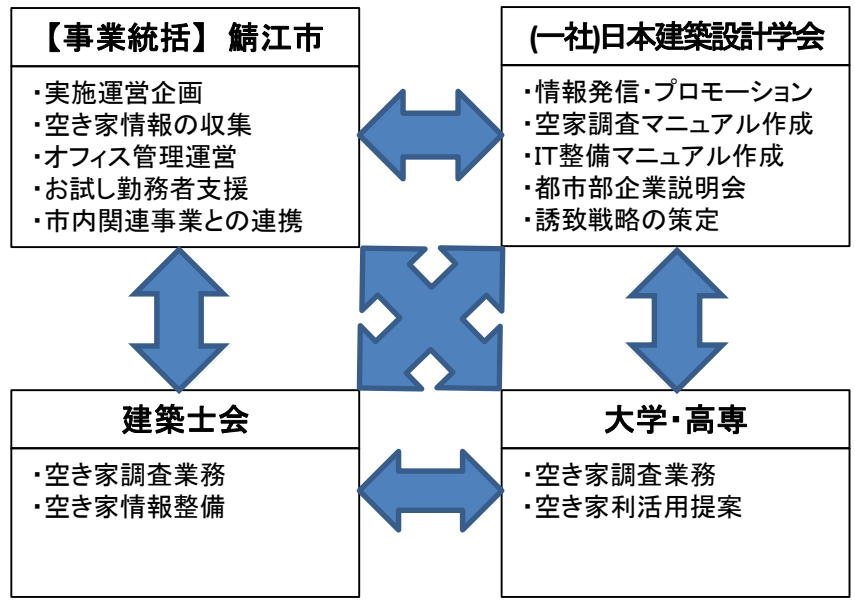 【事業統括】 鯖江市
・実施運営企画
・空き家情報の収集
・オフィス管理運営
・お試し勤務者支援
・市内関連事業との連携
(一社)日本建築設計学会
・情報発信・プロモーション
・空家調査マニュアル作成
・IT整備マニュアル作成
・都市部企業説明会
・誘致戦略の策定
建築士会
・空き家調査業務
・空き家情報整備
大学・高専
・空き家調査業務
・空き家利活用提案